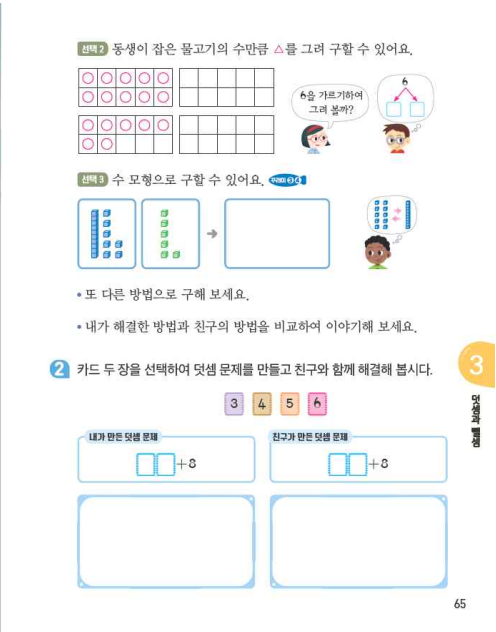 선택 2 동생이 잡은 물고기의 수만큼 △를 그려 구할 수 있어요.
6을 가르기하여
그려 볼까?
6
선택 3 수 모형으로 구할 수 있어요. 꾸러미 3 4
• 또 다른 방법으로 구해 보세요.
• 내가 해결한 방법과 친구의 방법을 비교하여 이야기해 보세요.
2 카드 두 장을 선택하여 덧셈 문제를 만들고 친구와 함께 해결해 봅시다.
3 4 5 6
내가 만든 덧셈 문제
□□+8
친구가 만든 덧셈 문제
□□+8
3
덧셈과 뺄셈
65